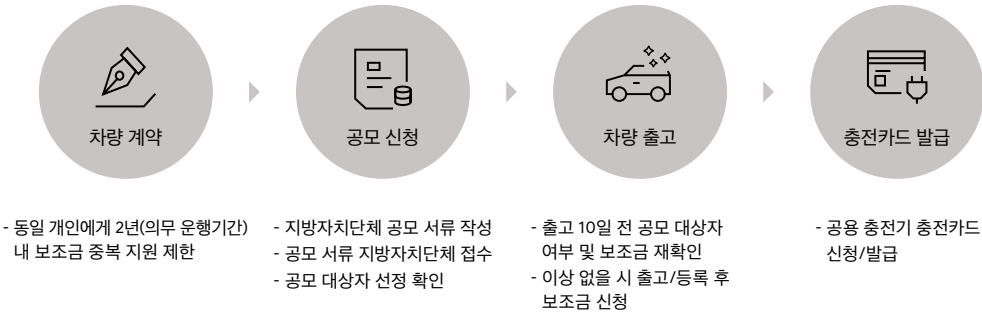 차량 계약
공모 신청
차량 출고
충전카드 발급
- 동일 개인에게 2년(의무 운행기간)
내 보조금 중복 지원 제한
- 지방자치단체 공모 서류 작성
- 공모 서류 지방자치단체 접수
- 공모 대상자 선정 확인
- 출고 10일 전 공모 대상자
여부 및 보조금 재확인
- 이상 없을 시 출고/등록 후
보조금 신청
- 공용 충전기 충전카드
신청/발급